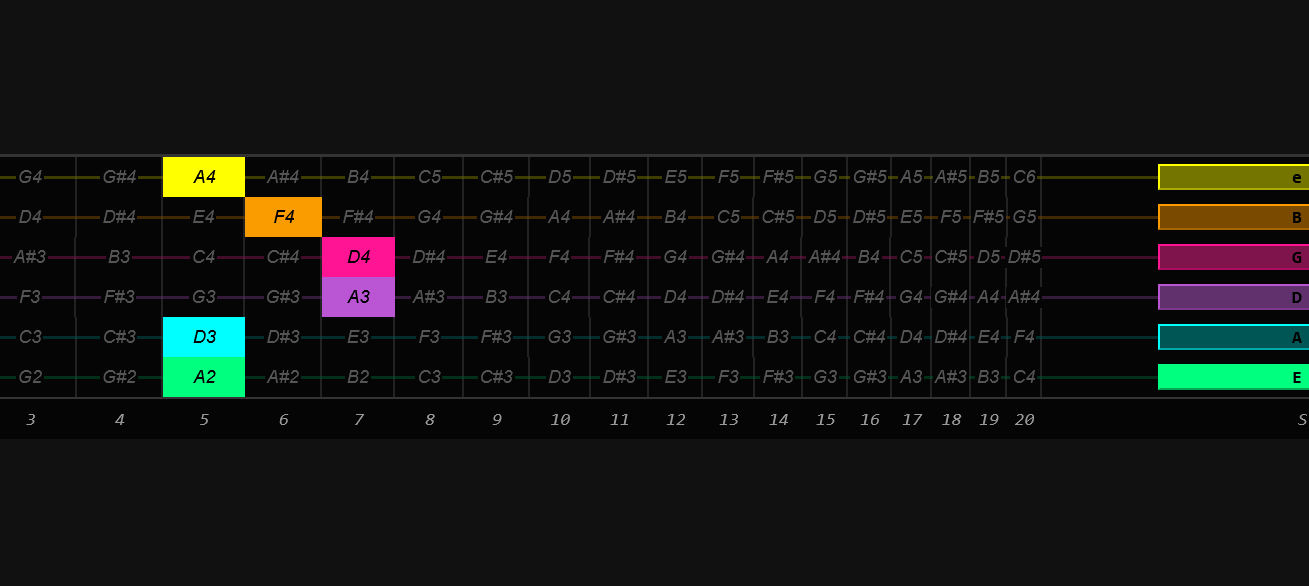 G4 G#4 A4 A#4 B4 C5 C#5 D5 D#5 E5 F5 F#5 G5 G#5 A5 A#5 B5 C6 e
D4 D#4 E4 F4 F#4 G4 G#4 A4 A#4 B4 C5 C#5 D5 D#5 E5 F5 F#5 G5 B
A#3 B3 C4 C#4 D4 D#4 E4 F4 F#4 G4 G#4 A4 A#4 B4 C5 C#5 D5 D#5 G
F3 F#3 G3 G#3 A3 A#3 B3 C4 C#4 D4 D#4 E4 F4 F#4 G4 G#4 A4 A#4 D
C3 C#3 D3 D#3 E3 F3 F#3 G3 G#3 A3 A#3 B3 C4 C#4 D4 D#4 E4 F4 A
G2 G#2 A2 A#2 B2 C3 C#3 D3 D#3 E3 F3 F#3 G3 G#3 A3 A#3 B3 C4 E
3 4 5 6 7 8 9 10 11 12 13 14 15 16 17 18 19 20 S